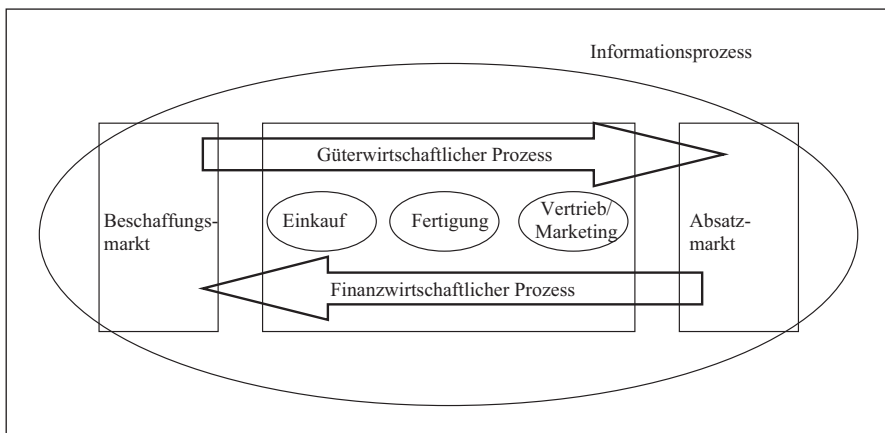 Informationsprozess
Güterwirtschaftlicher Prozess
Beschaffungs-
markt
Einkauf
Fertigung
Vertrieb/
Marketing
Absatz-
markt
Finanzwirtschaftlicher Prozess